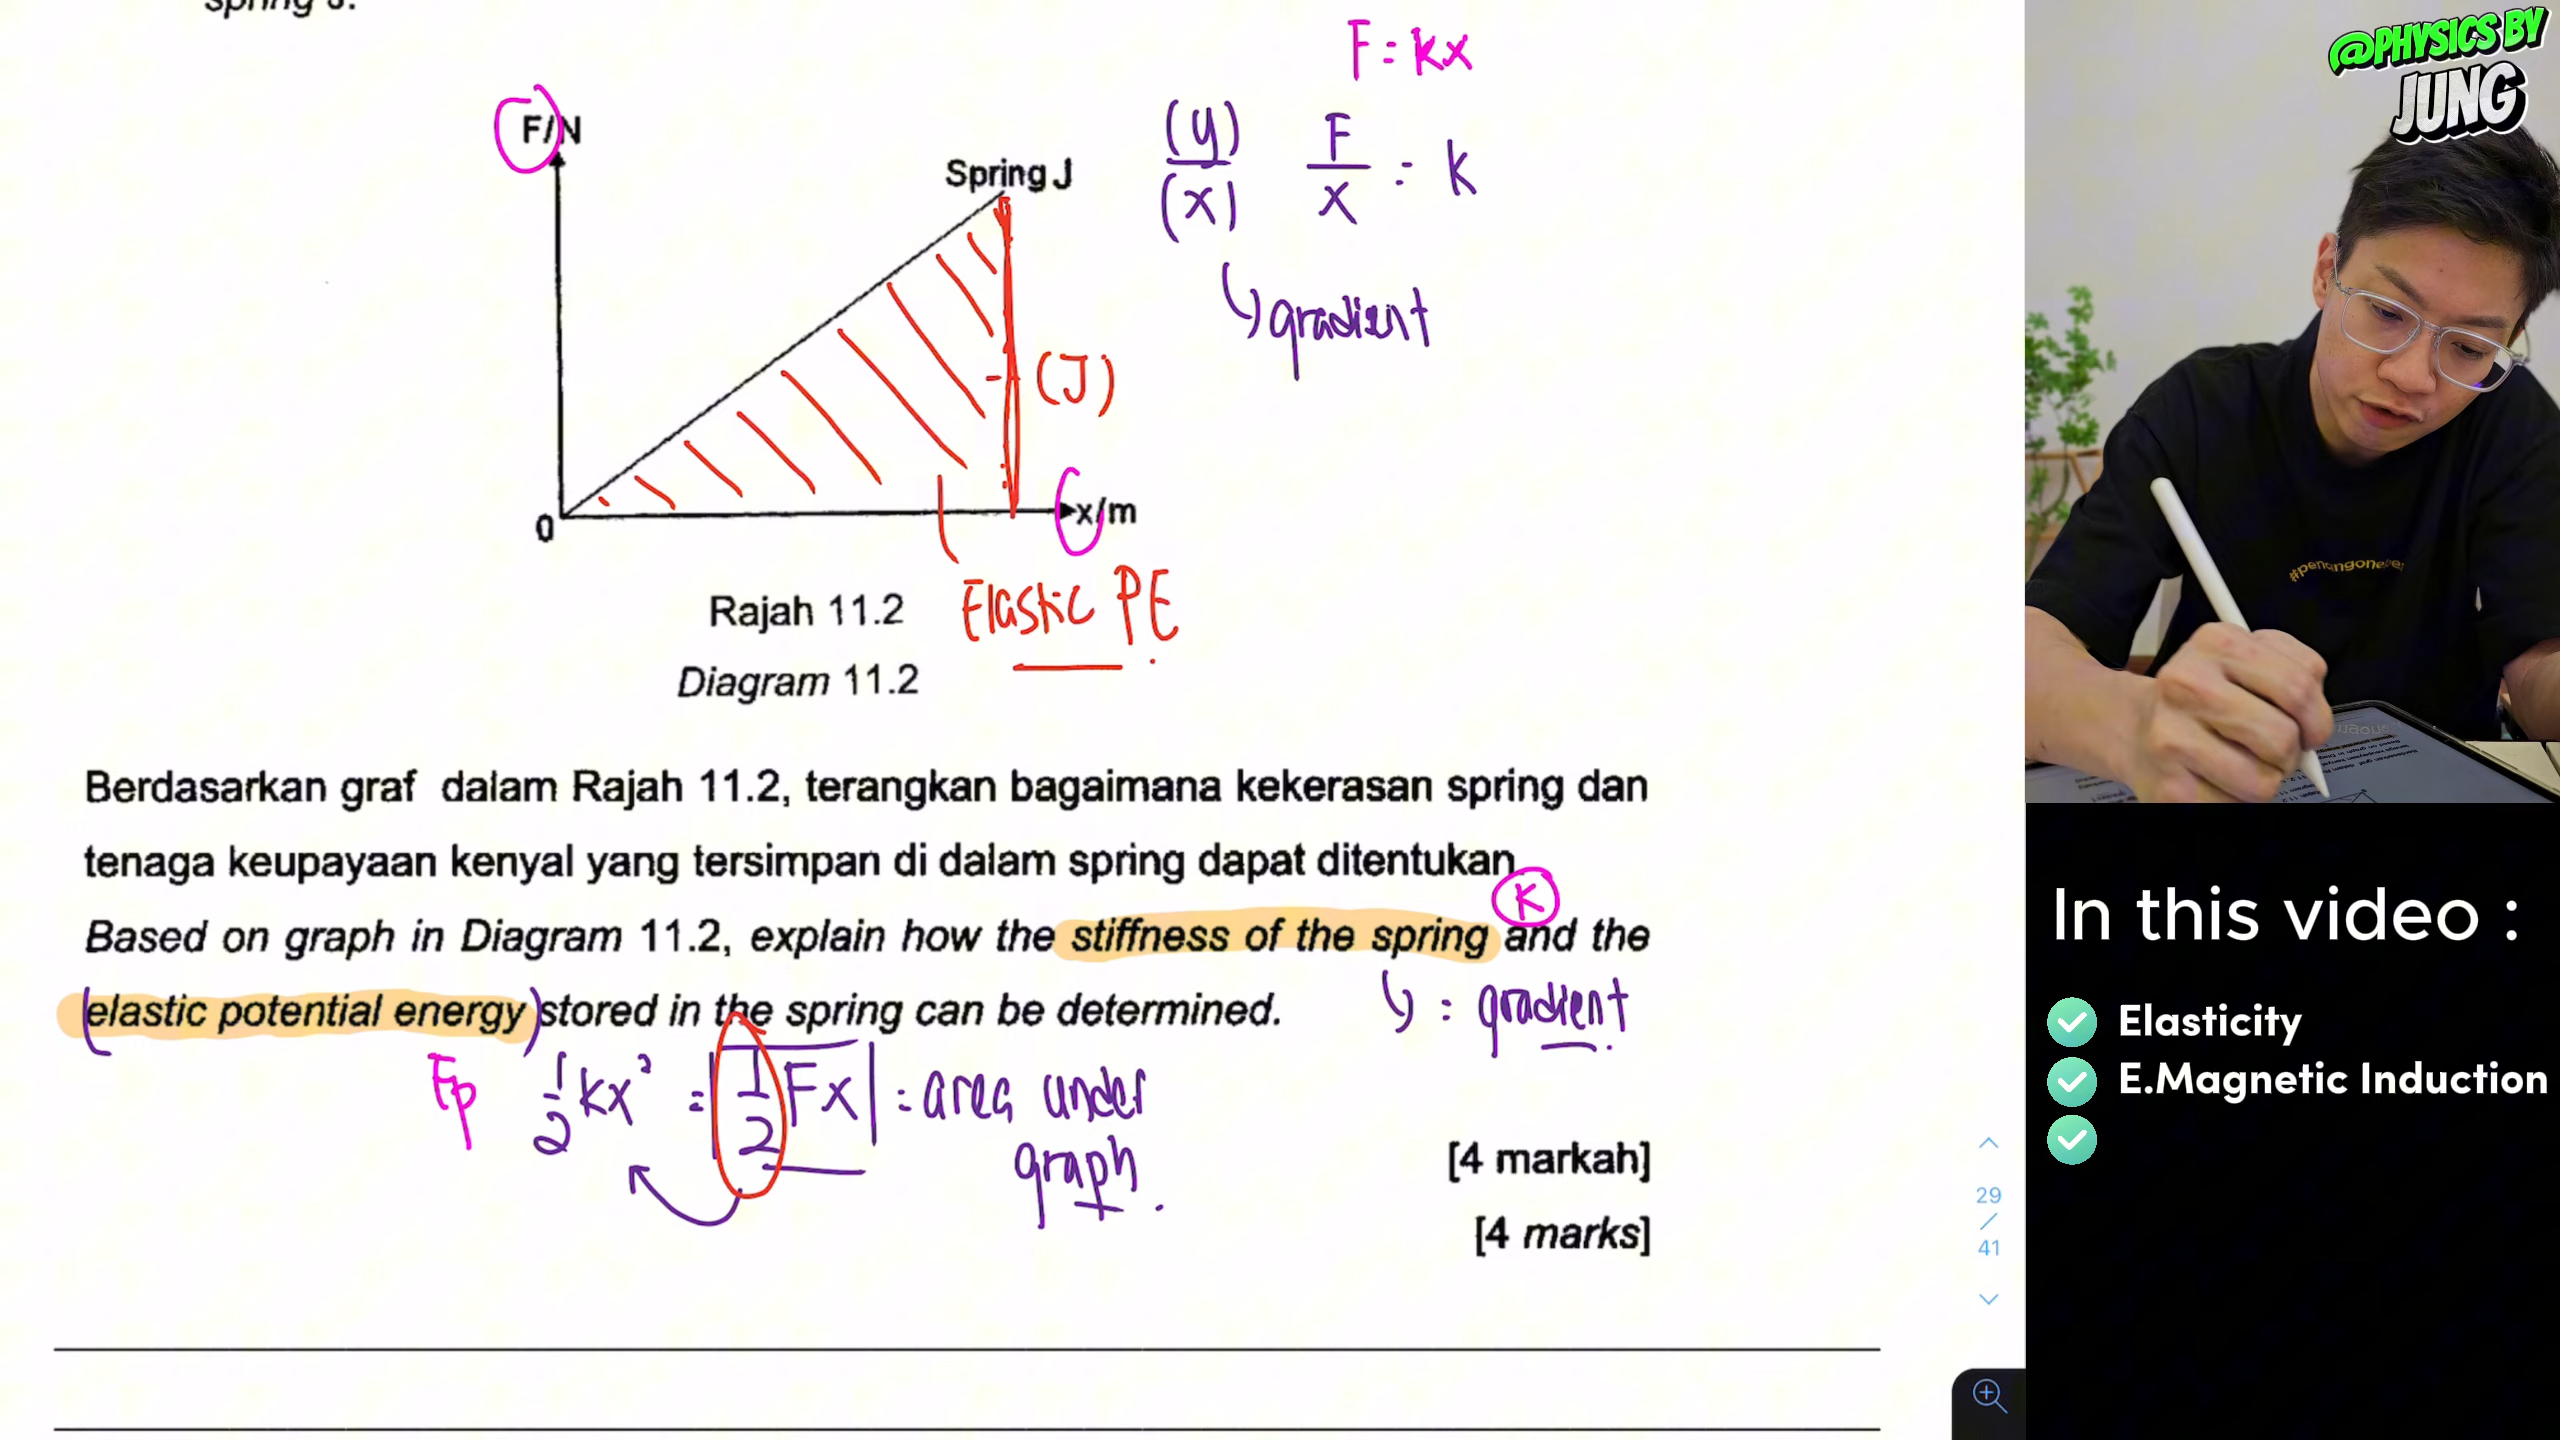 spring J.
F = kx
F/N
(y) F = k
(x) x
Spring J
gradient
(J)
0
x/m
Rajah 11.2
Elastic PE
Diagram 11.2
Berdasarkan graf dalam Rajah 11.2, terangkan bagaimana kekerasan spring dan
tenaga keupayaan kenyal yang tersimpan di dalam spring dapat ditentukan
K
Based on graph in Diagram 11.2, explain how the stiffness of the spring and the
(elastic potential energy) stored in the spring can be determined.
= gradient
Ep 1/2 kx² = 1/2 Fx = area under
graph.
[4 markah]
[4 marks]
@PHYSICS BY
JUNG
In this video :
Elasticity
E.Magnetic Induction
29
/
41